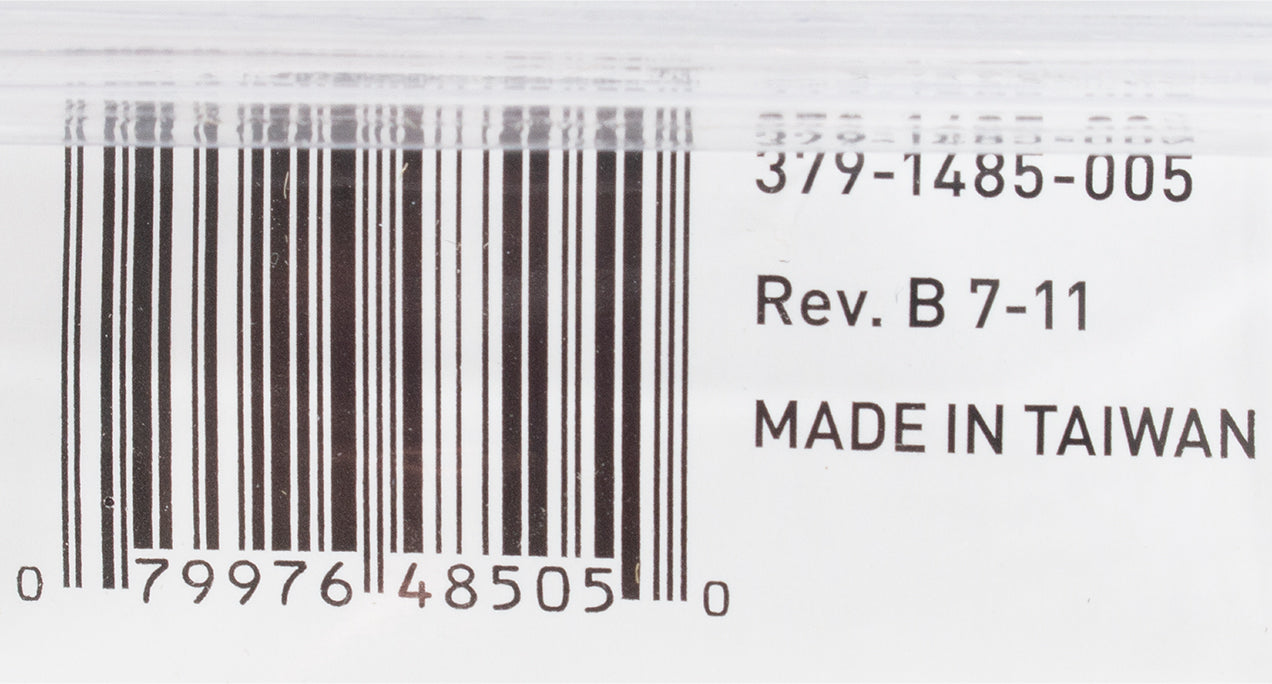 379-1485-005
Rev. B 7-11
MADE IN TAIWAN
0 79976 48505 0